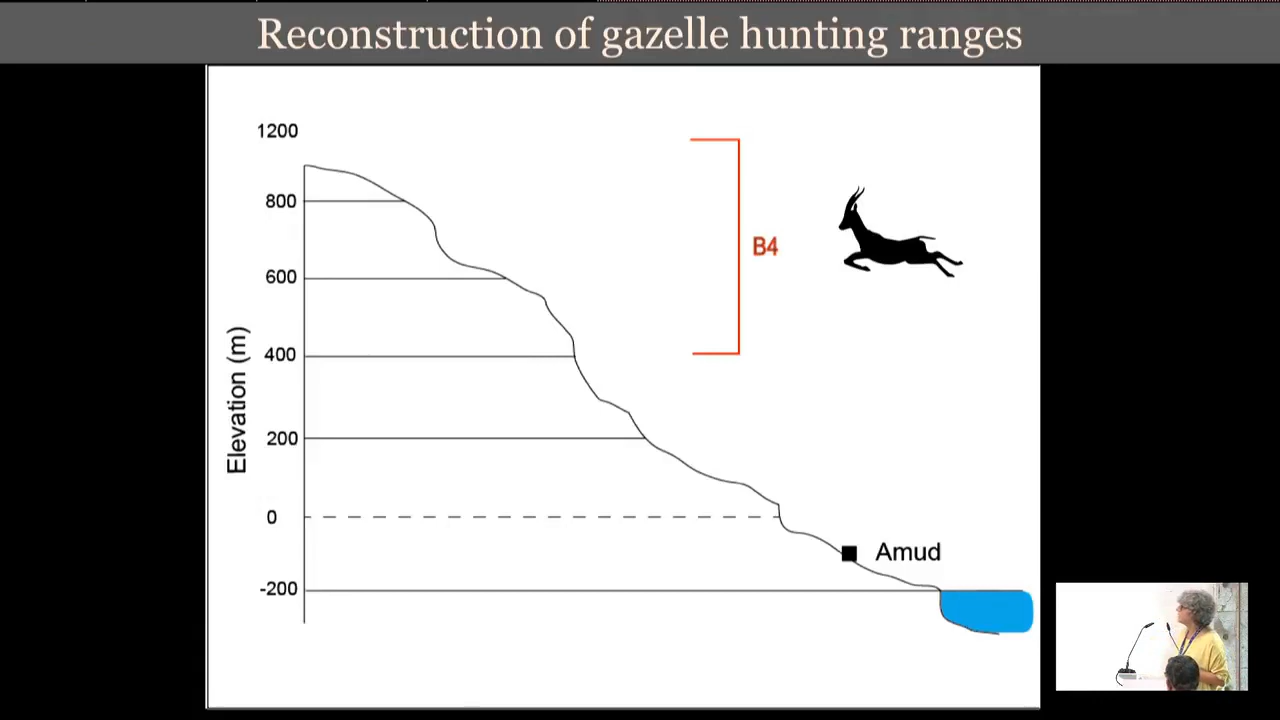 Reconstruction of gazelle hunting ranges
1200
800
600
400
200
0
-200
Elevation (m)
B4
Amud